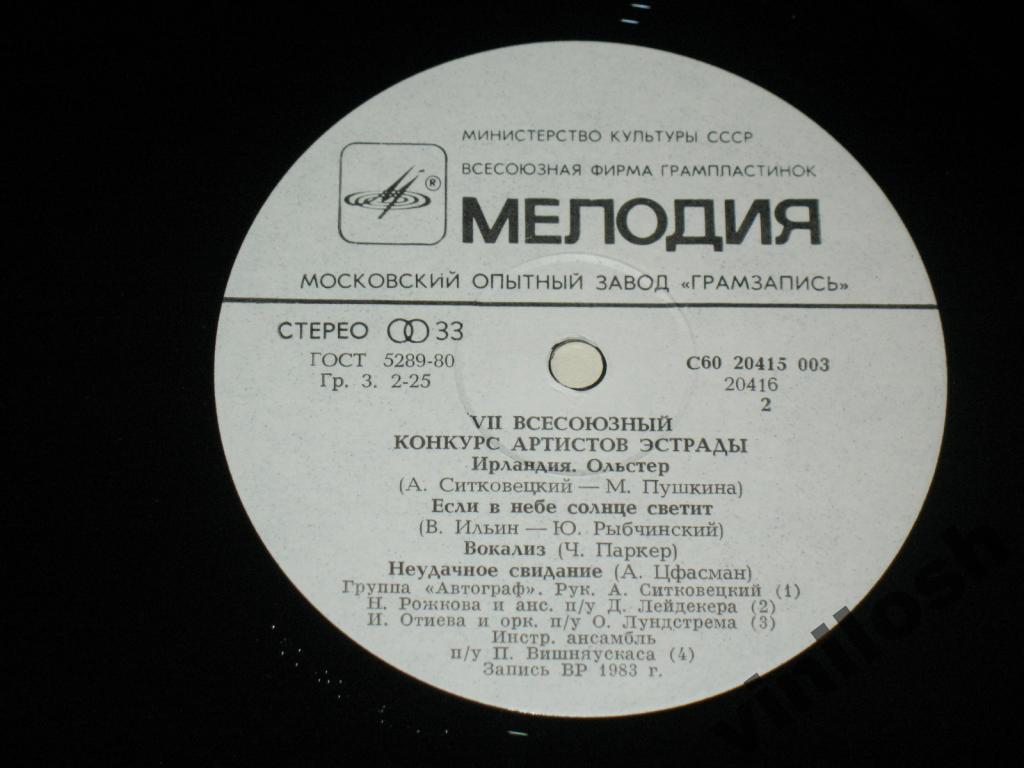 МИНИСТЕРСТВО КУЛЬТУРЫ СССР
ВСЕСОЮЗНАЯ ФИРМА ГРАМПЛАСТИНОК
®
МЕЛОДИЯ
МОСКОВСКИЙ ОПЫТНЫЙ ЗАВОД «ГРАМЗАПИСЬ»
СТЕРЕО 33
ГОСТ 5289-80
Гр. 3. 2-25
С60 20415 003
20416
2
VII ВСЕСОЮЗНЫЙ
КОНКУРС АРТИСТОВ ЭСТРАДЫ
Ирландия. Ольстер
(А. Ситковецкий — М. Пушкина)
Если в небе солнце светит
(В. Ильин — Ю. Рыбчинский)
Вокализ (Ч. Паркер)
Неудачное свидание (А. Цфасман)
Группа «Автограф». Рук. А. Ситковецкий (1)
Н. Рожкова и анс. п/у Д. Лейдекера (2)
И. Отиева и орк. п/у О. Лундстрема (3)
Инстр. ансамбль
п/у П. Вишняускаса (4)
Запись ВР 1983 г.
vinilosh